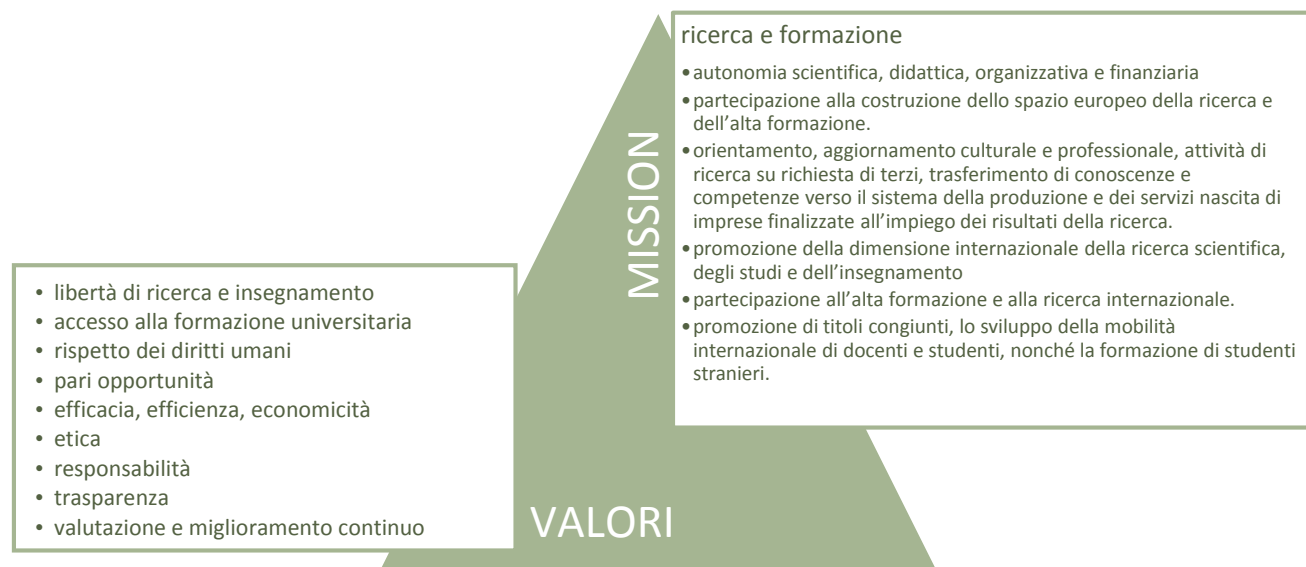 ricerca e formazione
•autonomia scientifica, didattica, organizzativa e finanziaria
•partecipazione alla costruzione dello spazio europeo della ricerca e
dell’alta formazione.
•orientamento, aggiornamento culturale e professionale, attività di
ricerca su richiesta di terzi, trasferimento di conoscenze e
competenze verso il sistema della produzione e dei servizi nascita di
imprese finalizzate all’impiego dei risultati della ricerca.
•promozione della dimensione internazionale della ricerca scientifica,
degli studi e dell’insegnamento
•partecipazione all’alta formazione e alla ricerca internazionale.
•promozione di titoli congiunti, lo sviluppo della mobilità
internazionale di docenti e studenti, nonché la formazione di studenti
stranieri.
MISSION
• libertà di ricerca e insegnamento
• accesso alla formazione universitaria
• rispetto dei diritti umani
• pari opportunità
• efficacia, efficienza, economicità
• etica
• responsabilità
• trasparenza
• valutazione e miglioramento continuo
VALORI